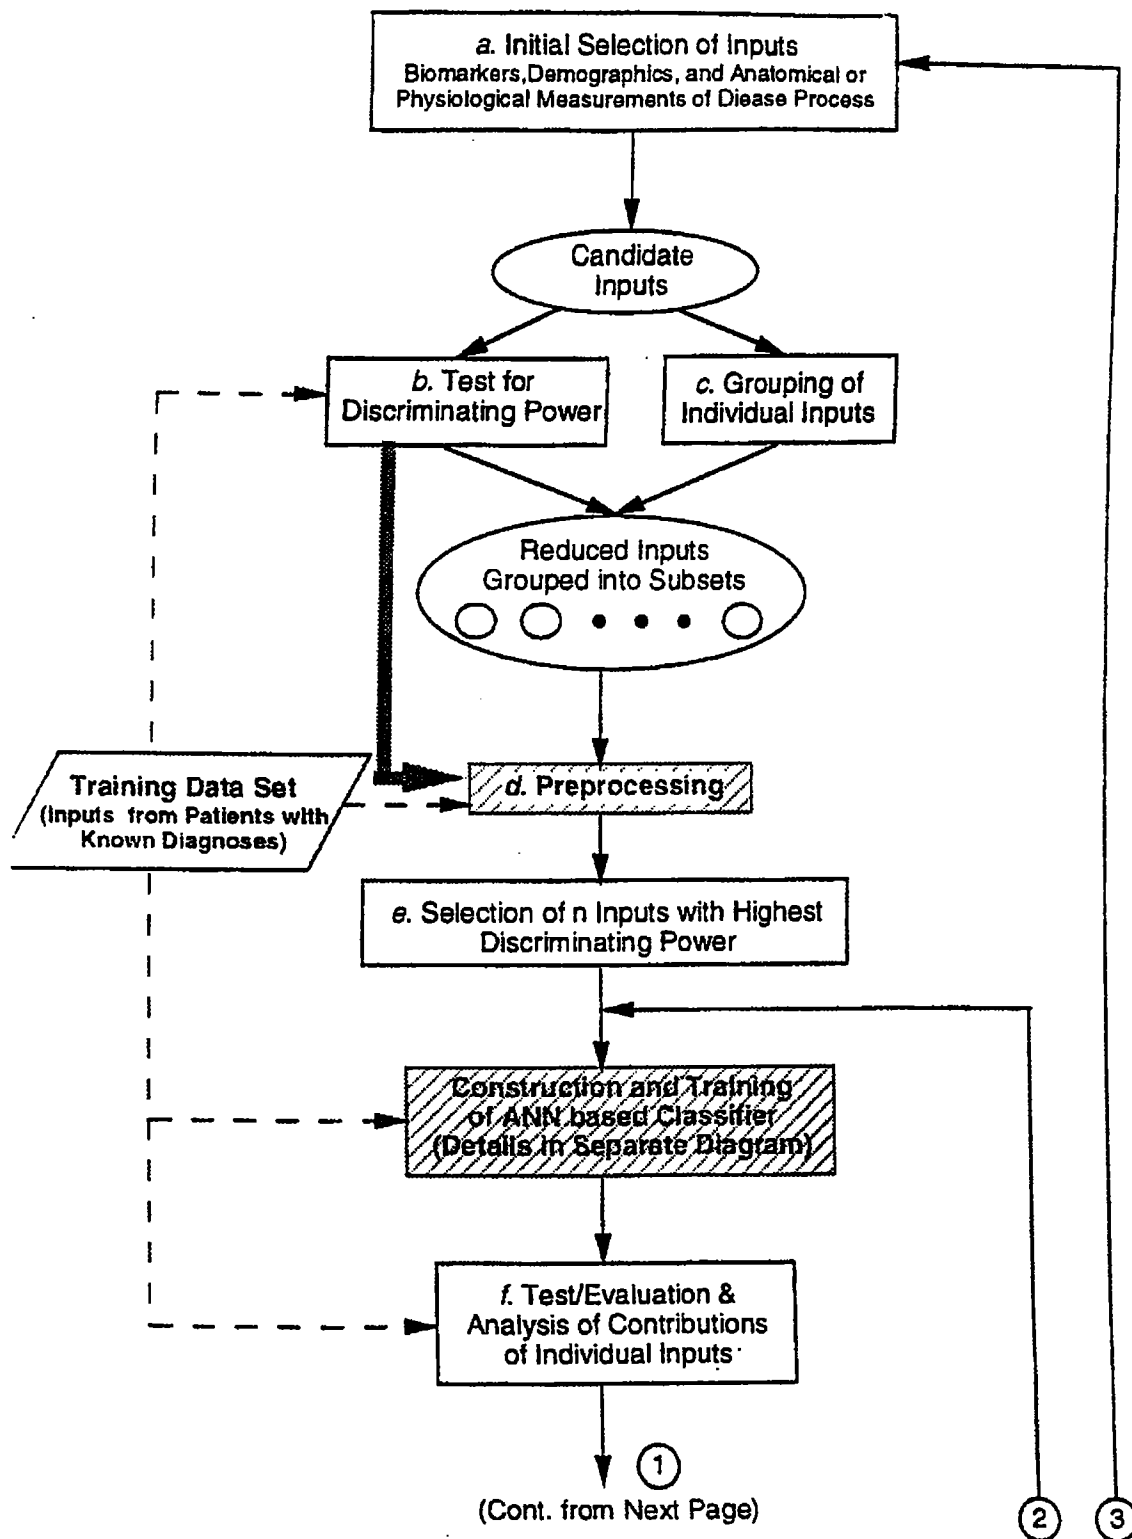 a. Initial Selection of Inputs
Biomarkers,Demographics, and Anatomical or
Physiological Measurements of Diease Process
Candidate
Inputs
b. Test for
Discriminating Power
c. Grouping of
Individual Inputs
Reduced Inputs
Grouped into Subsets
Training Data Set
(Inputs from Patients with
Known Diagnoses)
d. Preprocessing
e. Selection of n Inputs with Highest
Discriminating Power
Construction and Training
of ANN based Classifier
(Details in Separate Diagram)
f. Test/Evaluation &
Analysis of Contributions
of Individual Inputs
1
(Cont. from Next Page)
2
3